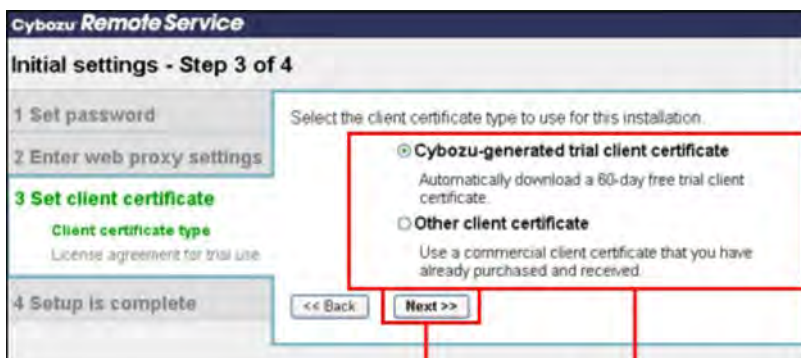 Cybozu Remote Service
Initial settings - Step 3 of 4
1 Set password
2 Enter web proxy settings
3 Set client certificate
Client certificate type
License agreement for trial use
4 Setup is complete
Select the client certificate type to use for this installation.
Cybozu-generated trial client certificate
Automatically download a 60-day free trial client
certificate.
Other client certificate
Use a commercial client certificate that you have
already purchased and received.
<< Back
Next >>